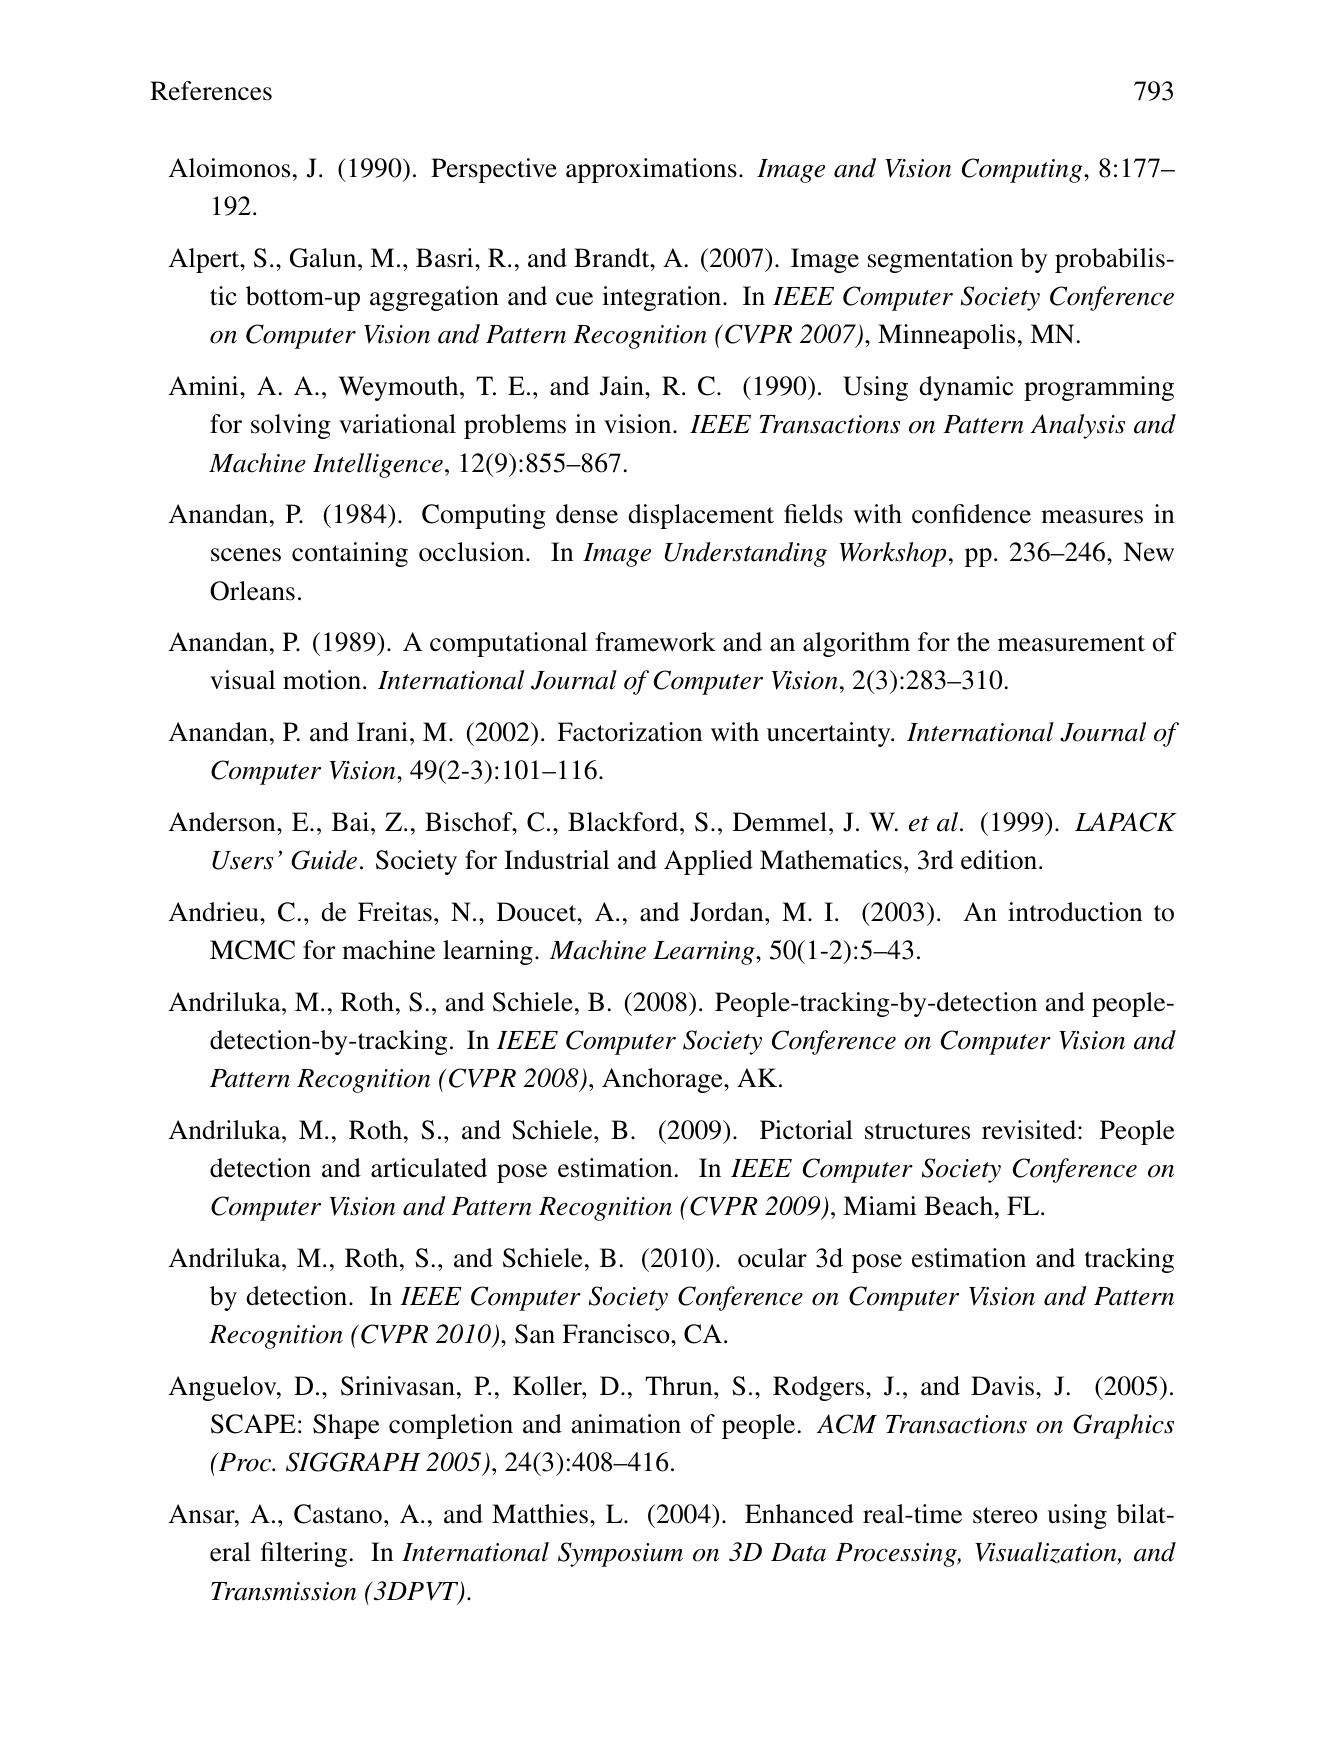 References 793
Aloimonos, J. (1990). Perspective approximations. Image and Vision Computing, 8:177–
192.
Alpert, S., Galun, M., Basri, R., and Brandt, A. (2007). Image segmentation by probabilis-
tic bottom-up aggregation and cue integration. In IEEE Computer Society Conference
on Computer Vision and Pattern Recognition (CVPR 2007), Minneapolis, MN.
Amini, A. A., Weymouth, T. E., and Jain, R. C. (1990). Using dynamic programming
for solving variational problems in vision. IEEE Transactions on Pattern Analysis and
Machine Intelligence, 12(9):855–867.
Anandan, P. (1984). Computing dense displacement fields with confidence measures in
scenes containing occlusion. In Image Understanding Workshop, pp. 236–246, New
Orleans.
Anandan, P. (1989). A computational framework and an algorithm for the measurement of
visual motion. International Journal of Computer Vision, 2(3):283–310.
Anandan, P. and Irani, M. (2002). Factorization with uncertainty. International Journal of
Computer Vision, 49(2-3):101–116.
Anderson, E., Bai, Z., Bischof, C., Blackford, S., Demmel, J. W. et al. (1999). LAPACK
Users’ Guide. Society for Industrial and Applied Mathematics, 3rd edition.
Andrieu, C., de Freitas, N., Doucet, A., and Jordan, M. I. (2003). An introduction to
MCMC for machine learning. Machine Learning, 50(1-2):5–43.
Andriluka, M., Roth, S., and Schiele, B. (2008). People-tracking-by-detection and people-
detection-by-tracking. In IEEE Computer Society Conference on Computer Vision and
Pattern Recognition (CVPR 2008), Anchorage, AK.
Andriluka, M., Roth, S., and Schiele, B. (2009). Pictorial structures revisited: People
detection and articulated pose estimation. In IEEE Computer Society Conference on
Computer Vision and Pattern Recognition (CVPR 2009), Miami Beach, FL.
Andriluka, M., Roth, S., and Schiele, B. (2010). ocular 3d pose estimation and tracking
by detection. In IEEE Computer Society Conference on Computer Vision and Pattern
Recognition (CVPR 2010), San Francisco, CA.
Anguelov, D., Srinivasan, P., Koller, D., Thrun, S., Rodgers, J., and Davis, J. (2005).
SCAPE: Shape completion and animation of people. ACM Transactions on Graphics
(Proc. SIGGRAPH 2005), 24(3):408–416.
Ansar, A., Castano, A., and Matthies, L. (2004). Enhanced real-time stereo using bilat-
eral filtering. In International Symposium on 3D Data Processing, Visualization, and
Transmission (3DPVT).